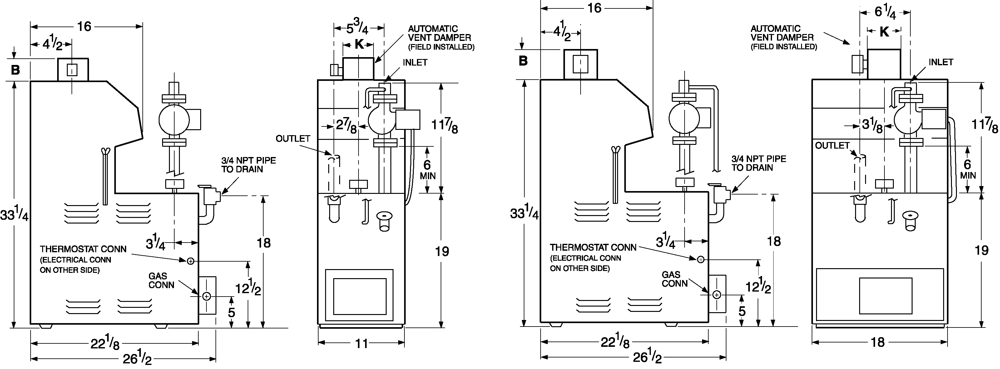 16
4 1/2
B
33 1/4
3/4 NPT PIPE
TO DRAIN
18
3 1/4
THERMOSTAT CONN
(ELECTRICAL CONN
ON OTHER SIDE)
GAS
CONN
12 1/2
5
22 1/8
26 1/2
5 3/4
K
AUTOMATIC
VENT DAMPER
(FIELD INSTALLED)
INLET
2 7/8
11 7/8
OUTLET
6
MIN
19
11
16
4 1/2
B
33 1/4
3/4 NPT PIPE
TO DRAIN
18
3 1/4
THERMOSTAT CONN
(ELECTRICAL CONN
ON OTHER SIDE)
GAS
CONN
12 1/2
5
22 1/8
26 1/2
6 1/4
K
AUTOMATIC
VENT DAMPER
(FIELD INSTALLED)
INLET
3 1/8
11 7/8
OUTLET
6
MIN
19
18